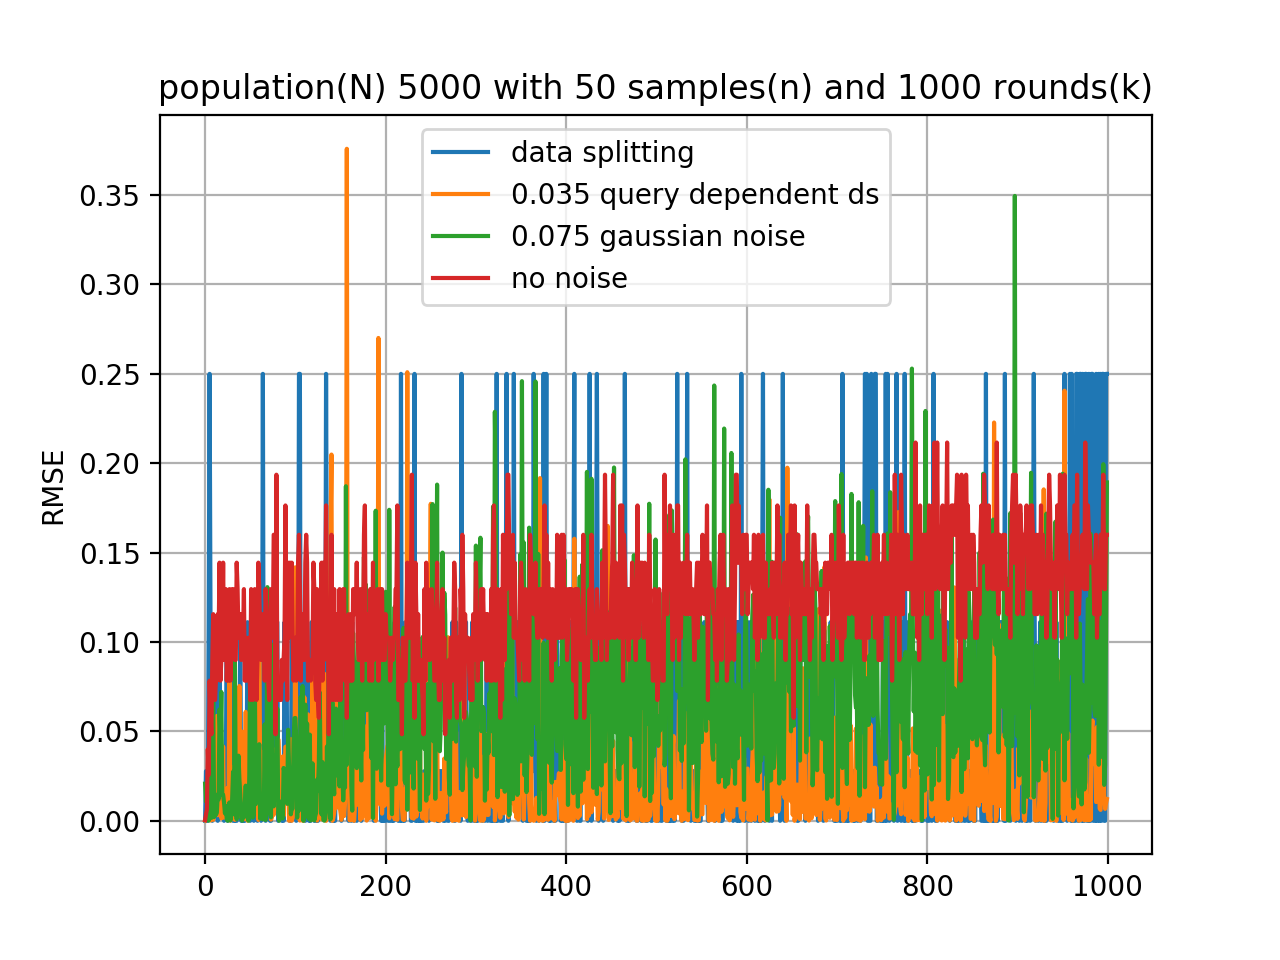 population(N) 5000 with 50 samples(n) and 1000 rounds(k)
data splitting
0.035 query dependent ds
0.075 gaussian noise
no noise
RMSE
0.35
0.30
0.25
0.20
0.15
0.10
0.05
0.00
0 200 400 600 800 1000